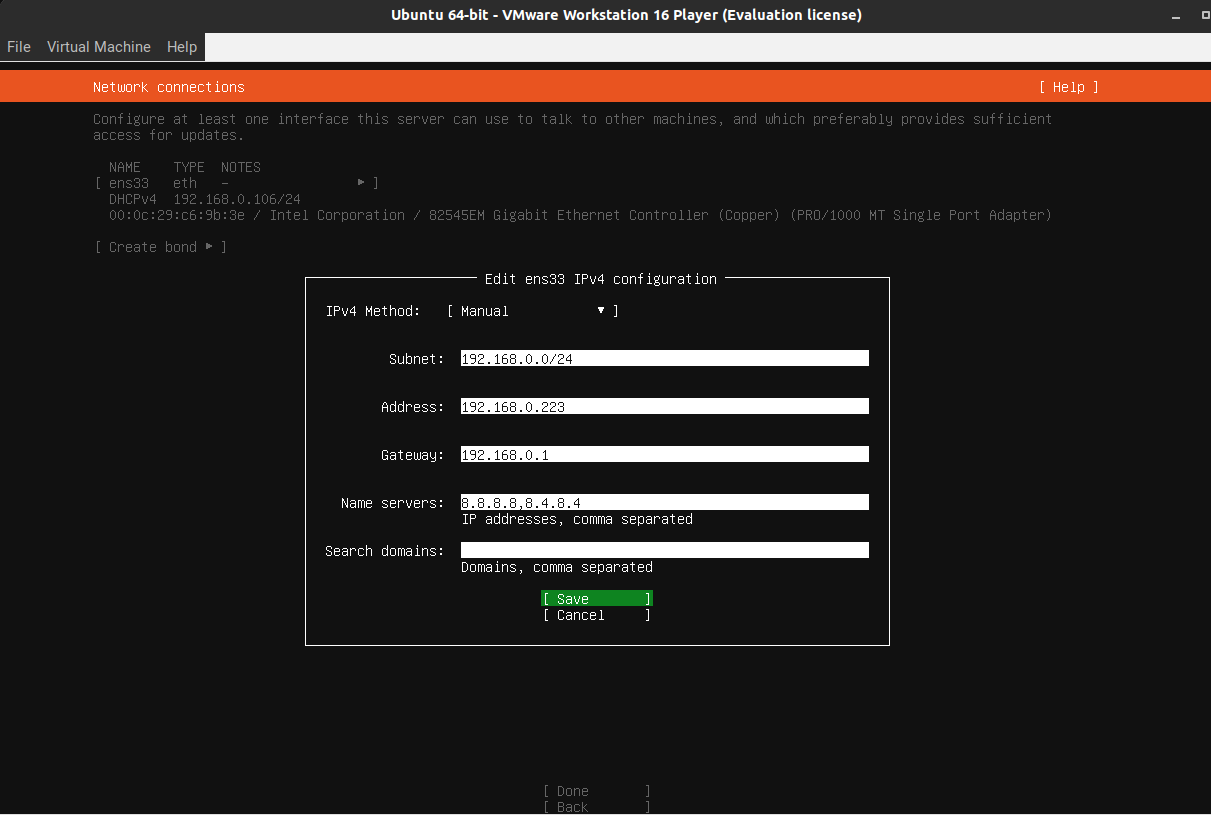 Ubuntu 64-bit - VMware Workstation 16 Player (Evaluation license)
File Virtual Machine Help
Network connections [ Help ]
Configure at least one interface this server can use to talk to other machines, and which preferably provides sufficient
access for updates.
NAME TYPE NOTES
[ ens33 eth - ▸ ]
DHCPv4 192.168.0.106/24
00:0c:29:c6:9b:3e / Intel Corporation / 82545EM Gigabit Ethernet Controller (Copper) (PRO/1000 MT Single Port Adapter)
[ Create bond ▸ ]
Edit ens33 IPv4 configuration
IPv4 Method: [ Manual ▾ ]
Subnet: 192.168.0.0/24
Address: 192.168.0.223
Gateway: 192.168.0.1
Name servers: 8.8.8.8,8.4.8.4
IP addresses, comma separated
Search domains:
Domains, comma separated
[ Save ]
[ Cancel ]
[ Done ]
[ Back ]